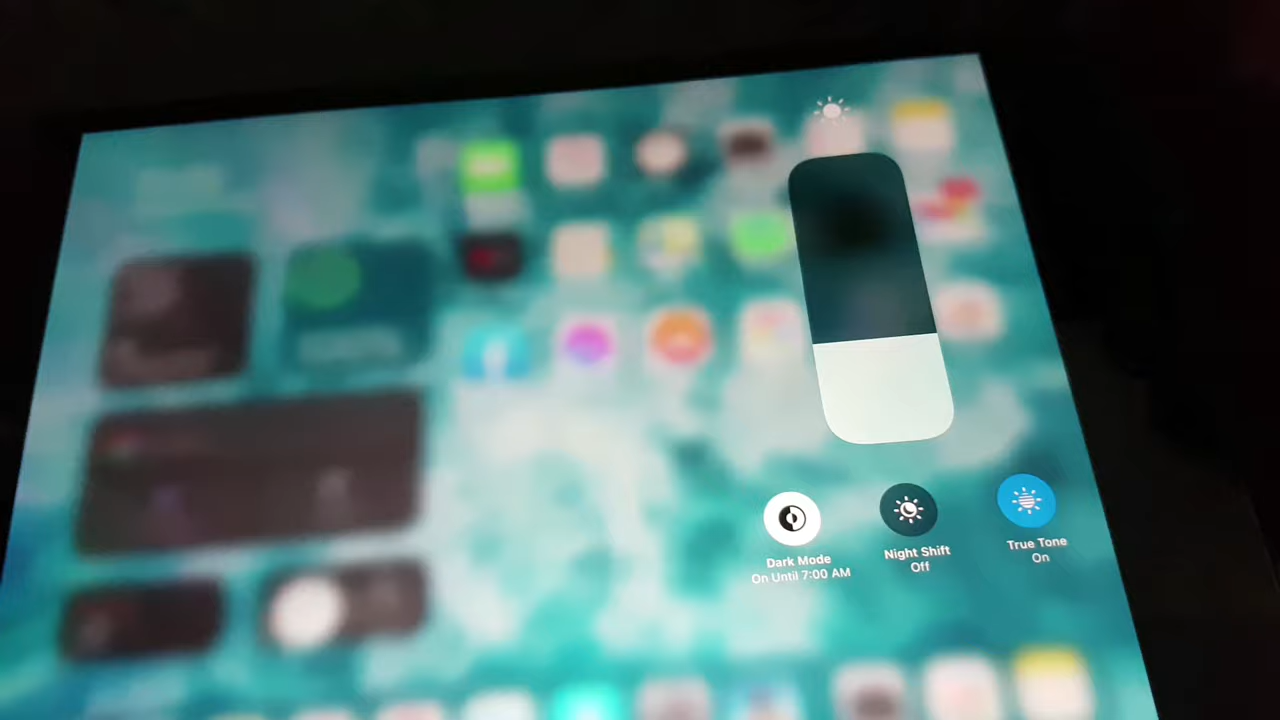 Dark Mode
On Until 7:00 AM
Night Shift
Off
True Tone
On